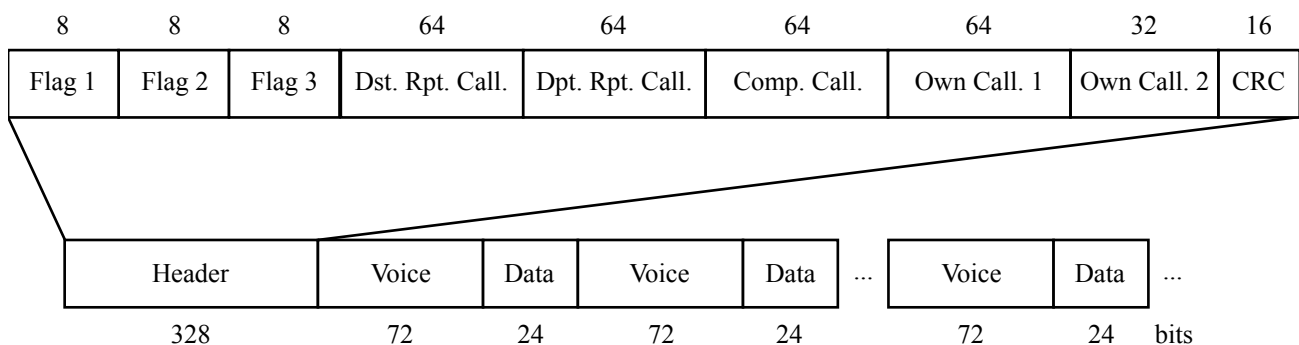 8 8 8 64 64 64 64 32 16
Flag 1 Flag 2 Flag 3 Dst. Rpt. Call. Dpt. Rpt. Call. Comp. Call. Own Call. 1 Own Call. 2 CRC
Header Voice Data Voice Data ... Voice Data ...
328 72 24 72 24 72 24 bits